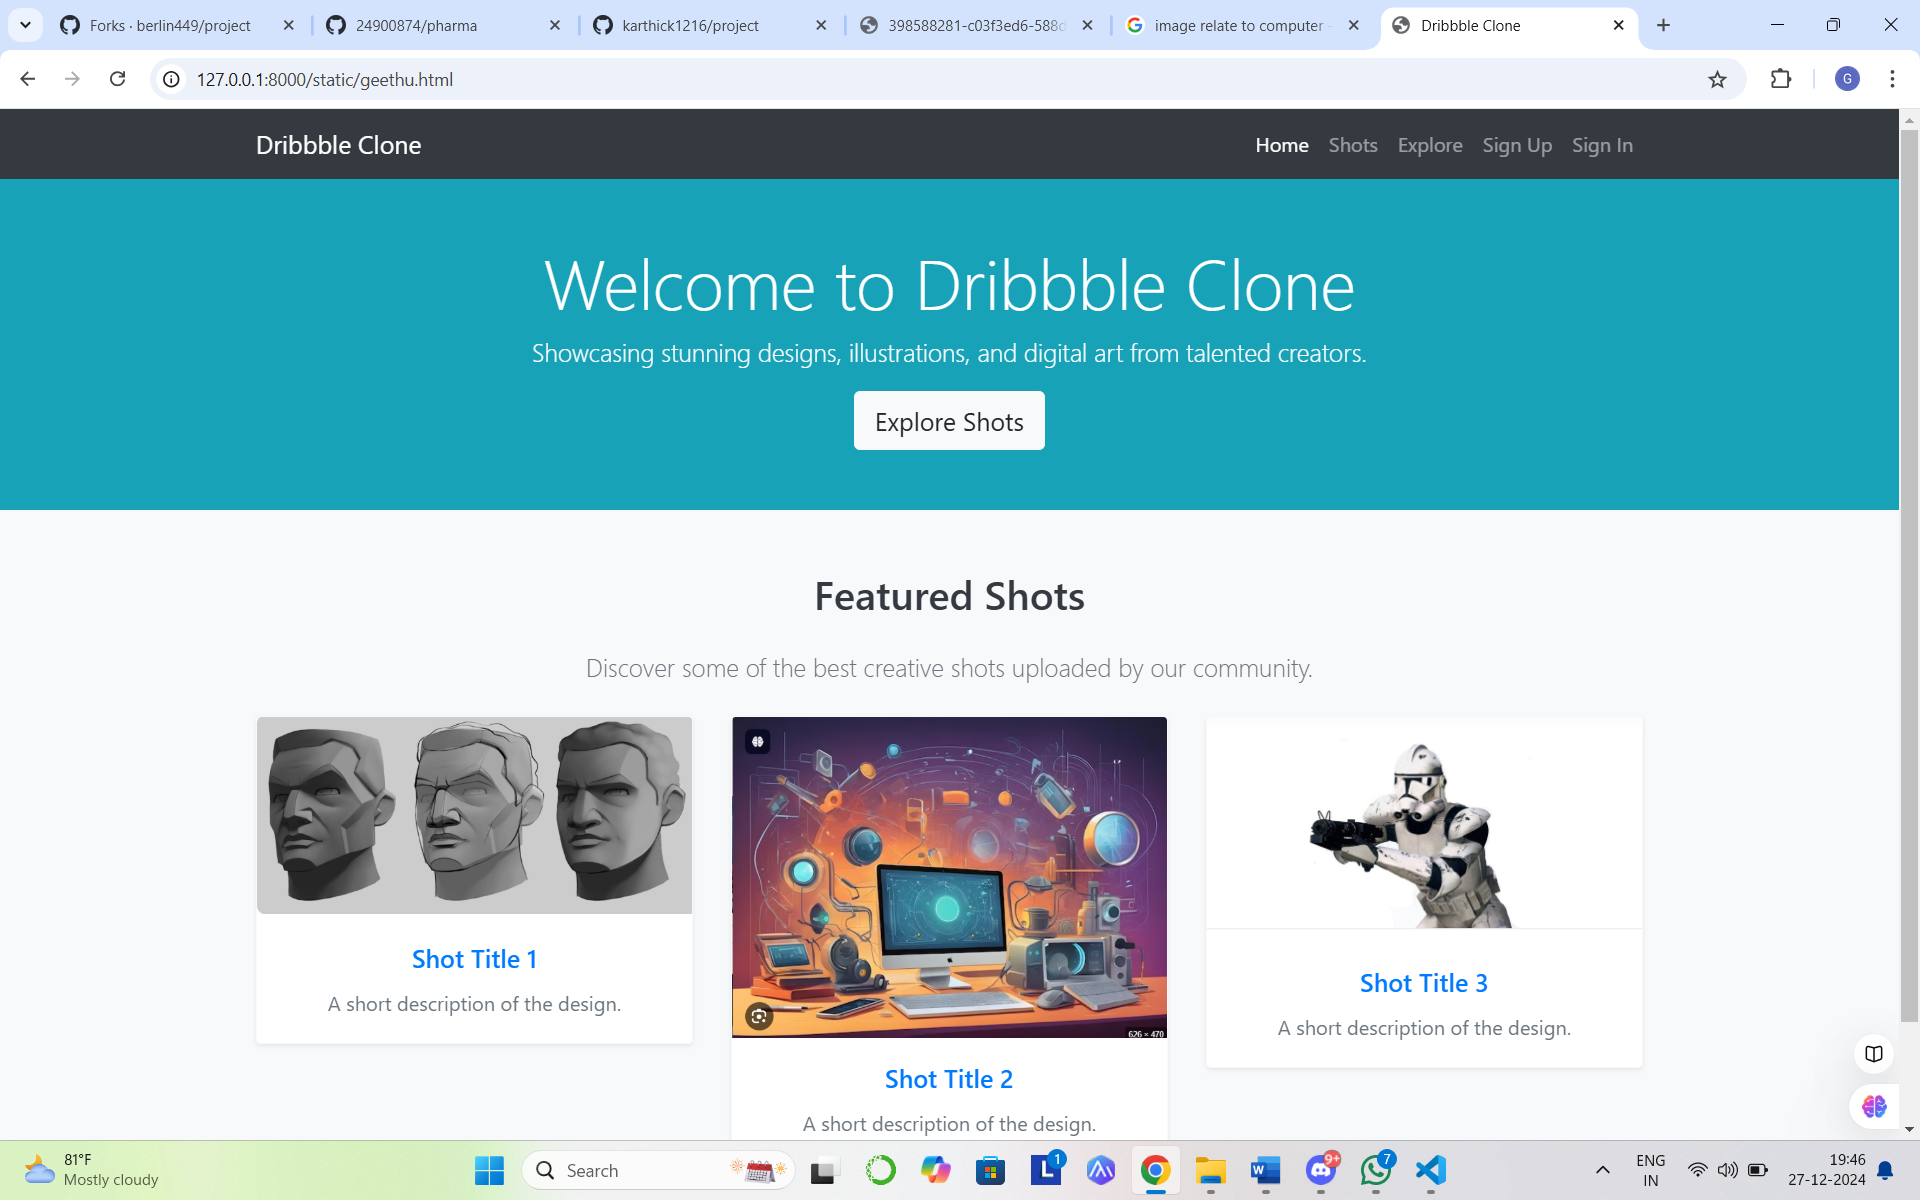 Forks · berlin449/project
24900874/pharma
karthick1216/project
398588281-c03f3ed6-588d
image relate to computer -
Dribbble Clone
127.0.0.1:8000/static/geethu.html
G
Dribbble Clone
Home Shots Explore Sign Up Sign In
Welcome to Dribbble Clone
Showcasing stunning designs, illustrations, and digital art from talented creators.
Explore Shots
Featured Shots
Discover some of the best creative shots uploaded by our community.
626 × 470
Shot Title 1
A short description of the design.
Shot Title 2
A short description of the design.
Shot Title 3
A short description of the design.
81°F
Mostly cloudy
Search
L
1
9+
7
ENG
IN
19:46
27-12-2024